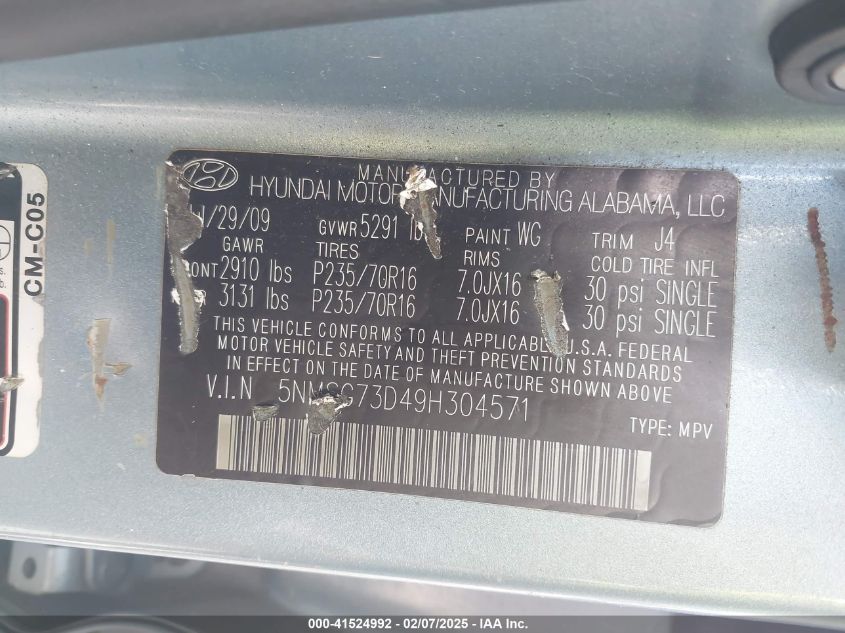 MANUFACTURED BY
HYUNDAI MOTOR MANUFACTURING ALABAMA, LLC
/29/09 GVWR 5291 lb PAINT WG TRIM J4
GAWR TIRES RIMS COLD TIRE INFL
2910 lbs P235/70R16 7.0JX16 30 psi SINGLE
3131 lbs P235/70R16 7.0JX16 30 psi SINGLE
THIS VEHICLE CONFORMS TO ALL APPLICABLE U.S.A. FEDERAL
MOTOR VEHICLE SAFETY AND THEFT PREVENTION STANDARDS
IN EFFECT ON THE DATE OF MANUFACTURE SHOWN ABOVE
V.I.N 5NMSG73D49H304571
TYPE: MPV
CM-C05
000-41524992 - 02/07/2025 - IAA Inc.